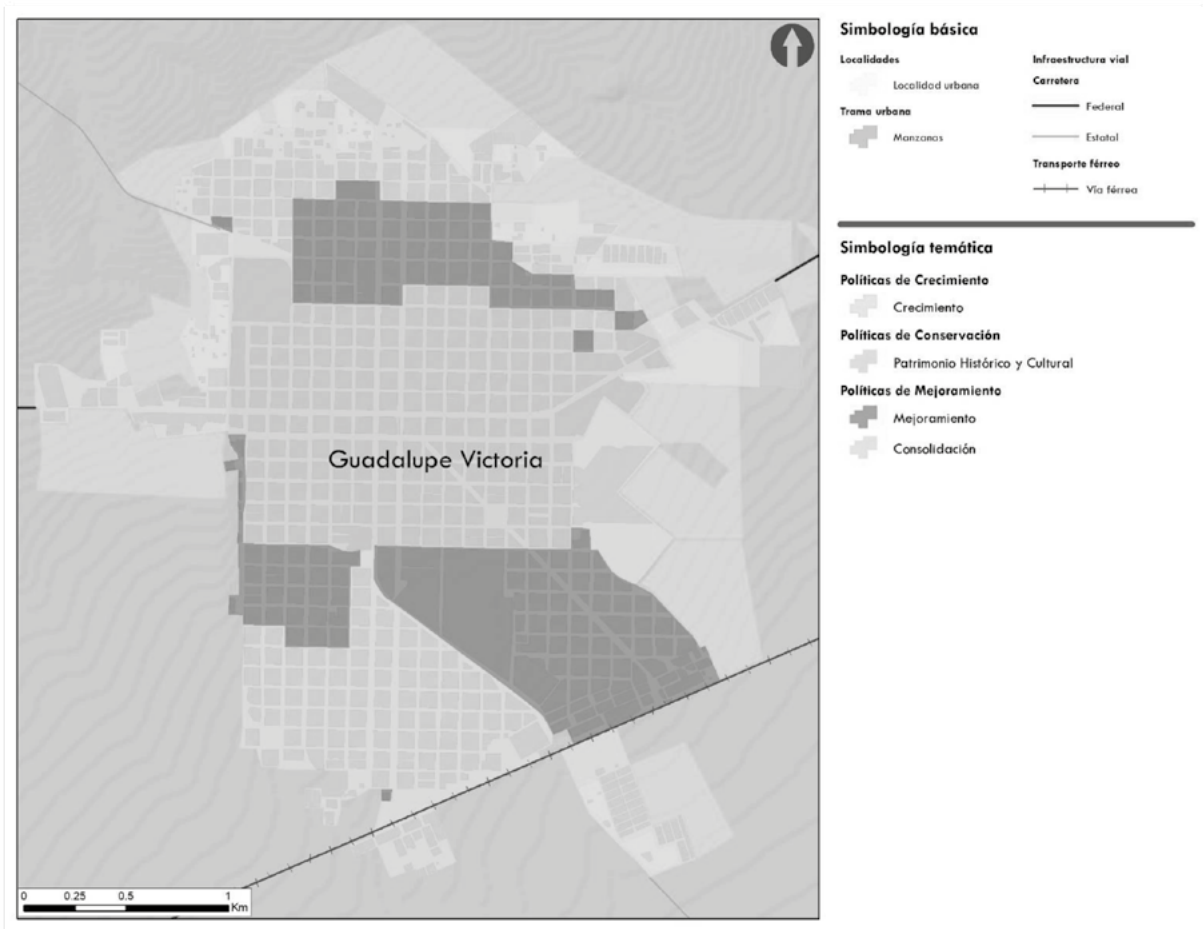 Simbología básica
Localidades
Localidad urbana
Trama urbana
Manzanas
Infraestructura vial
Carretera
Federal
Estatal
Transporte férreo
Vía férrea
Simbología temática
Políticas de Crecimiento
Crecimiento
Políticas de Conservación
Patrimonio Histórico y Cultural
Políticas de Mejoramiento
Mejoramiento
Consolidación
Guadalupe Victoria
0 0.25 0.5 1
Km